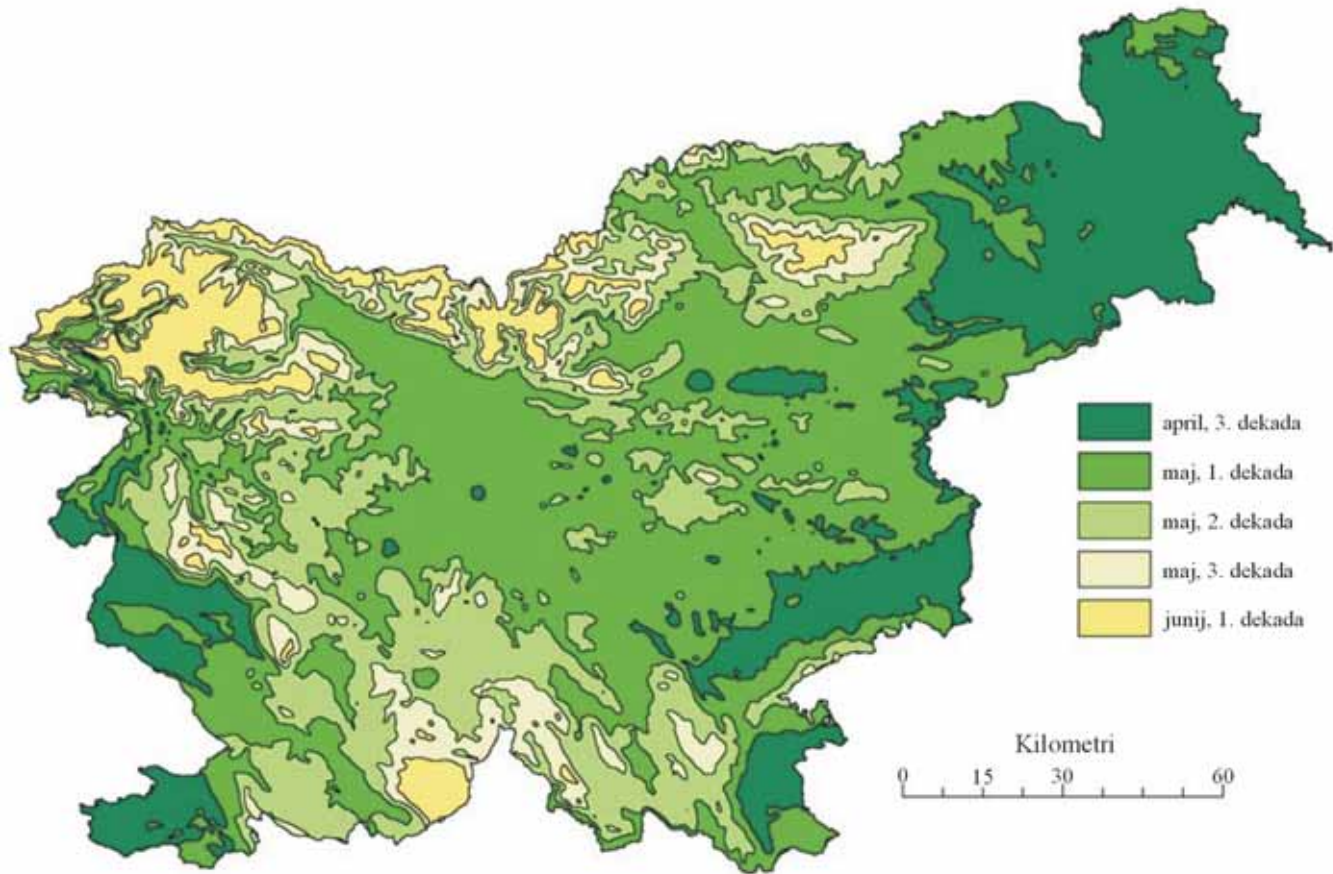 april, 3. dekada
maj, 1. dekada
maj, 2. dekada
maj, 3. dekada
junij, 1. dekada
Kilometri
0 15 30 60